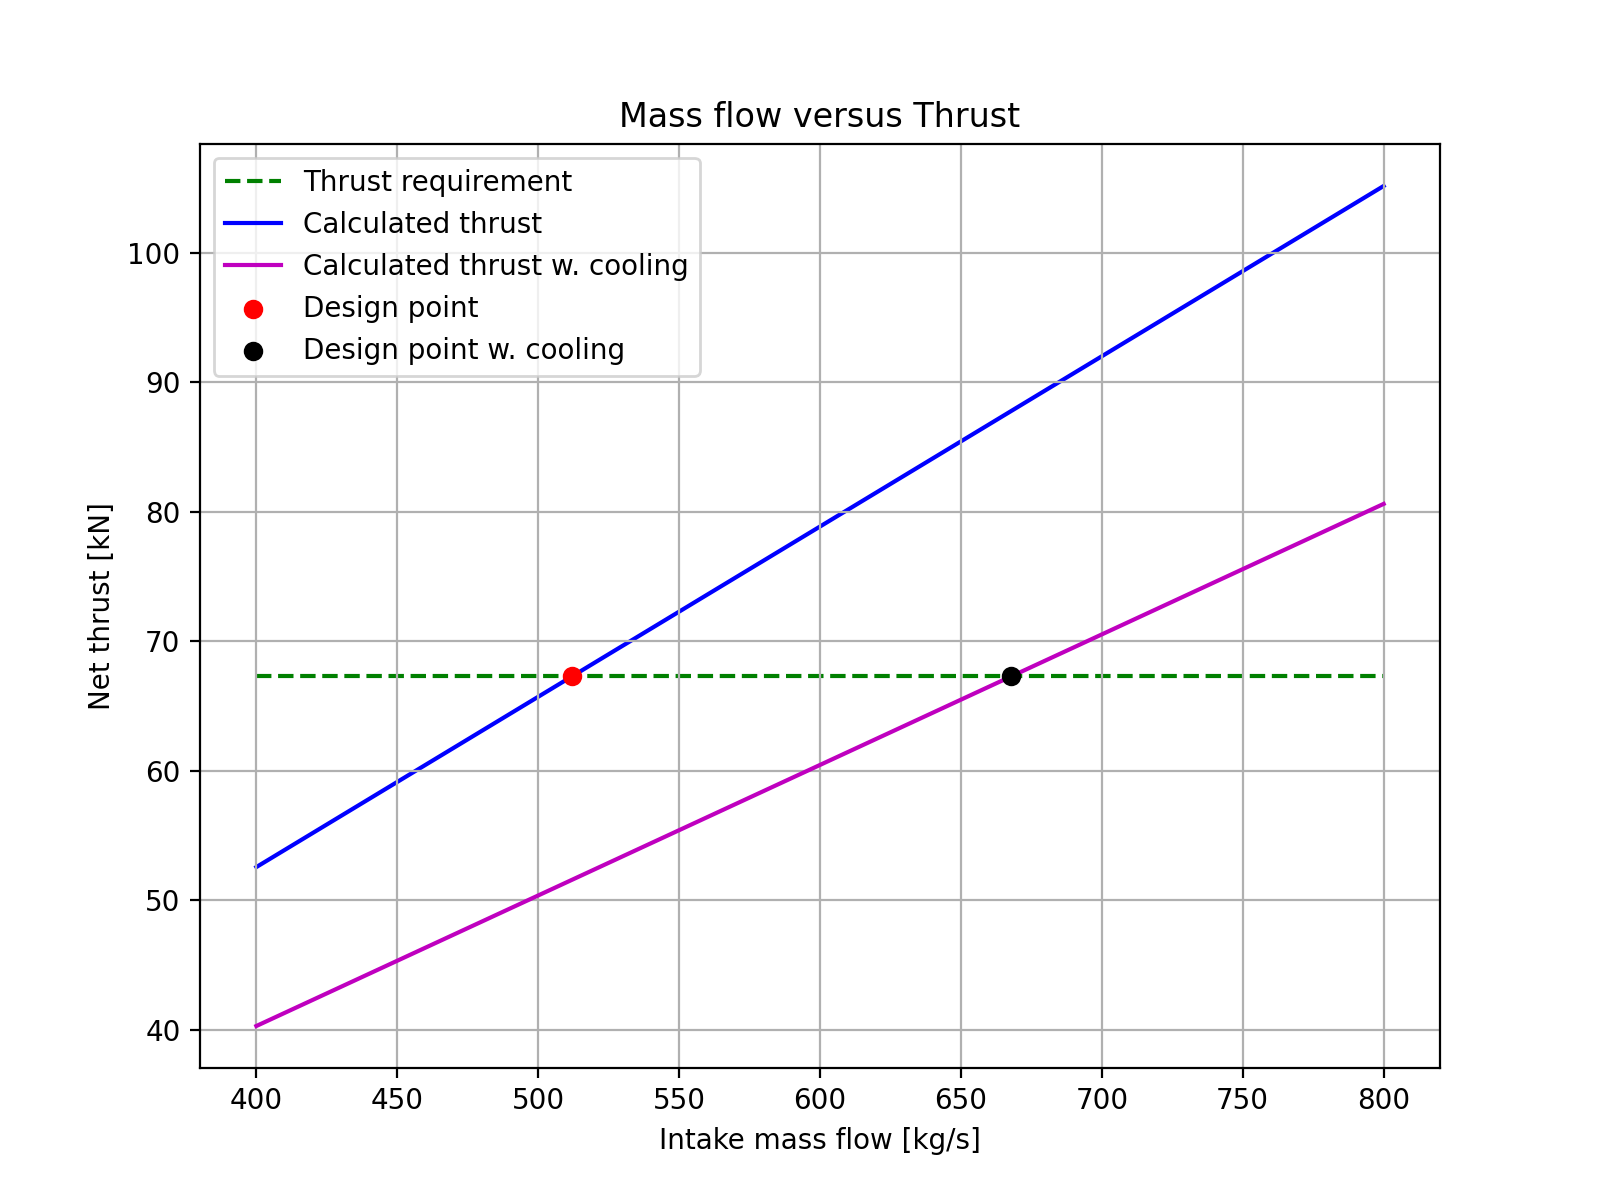 Mass flow versus Thrust
Thrust requirement
Calculated thrust
Calculated thrust w. cooling
Design point
Design point w. cooling
Net thrust [kN]
100
90
80
70
60
50
40
400 450 500 550 600 650 700 750 800
Intake mass flow [kg/s]